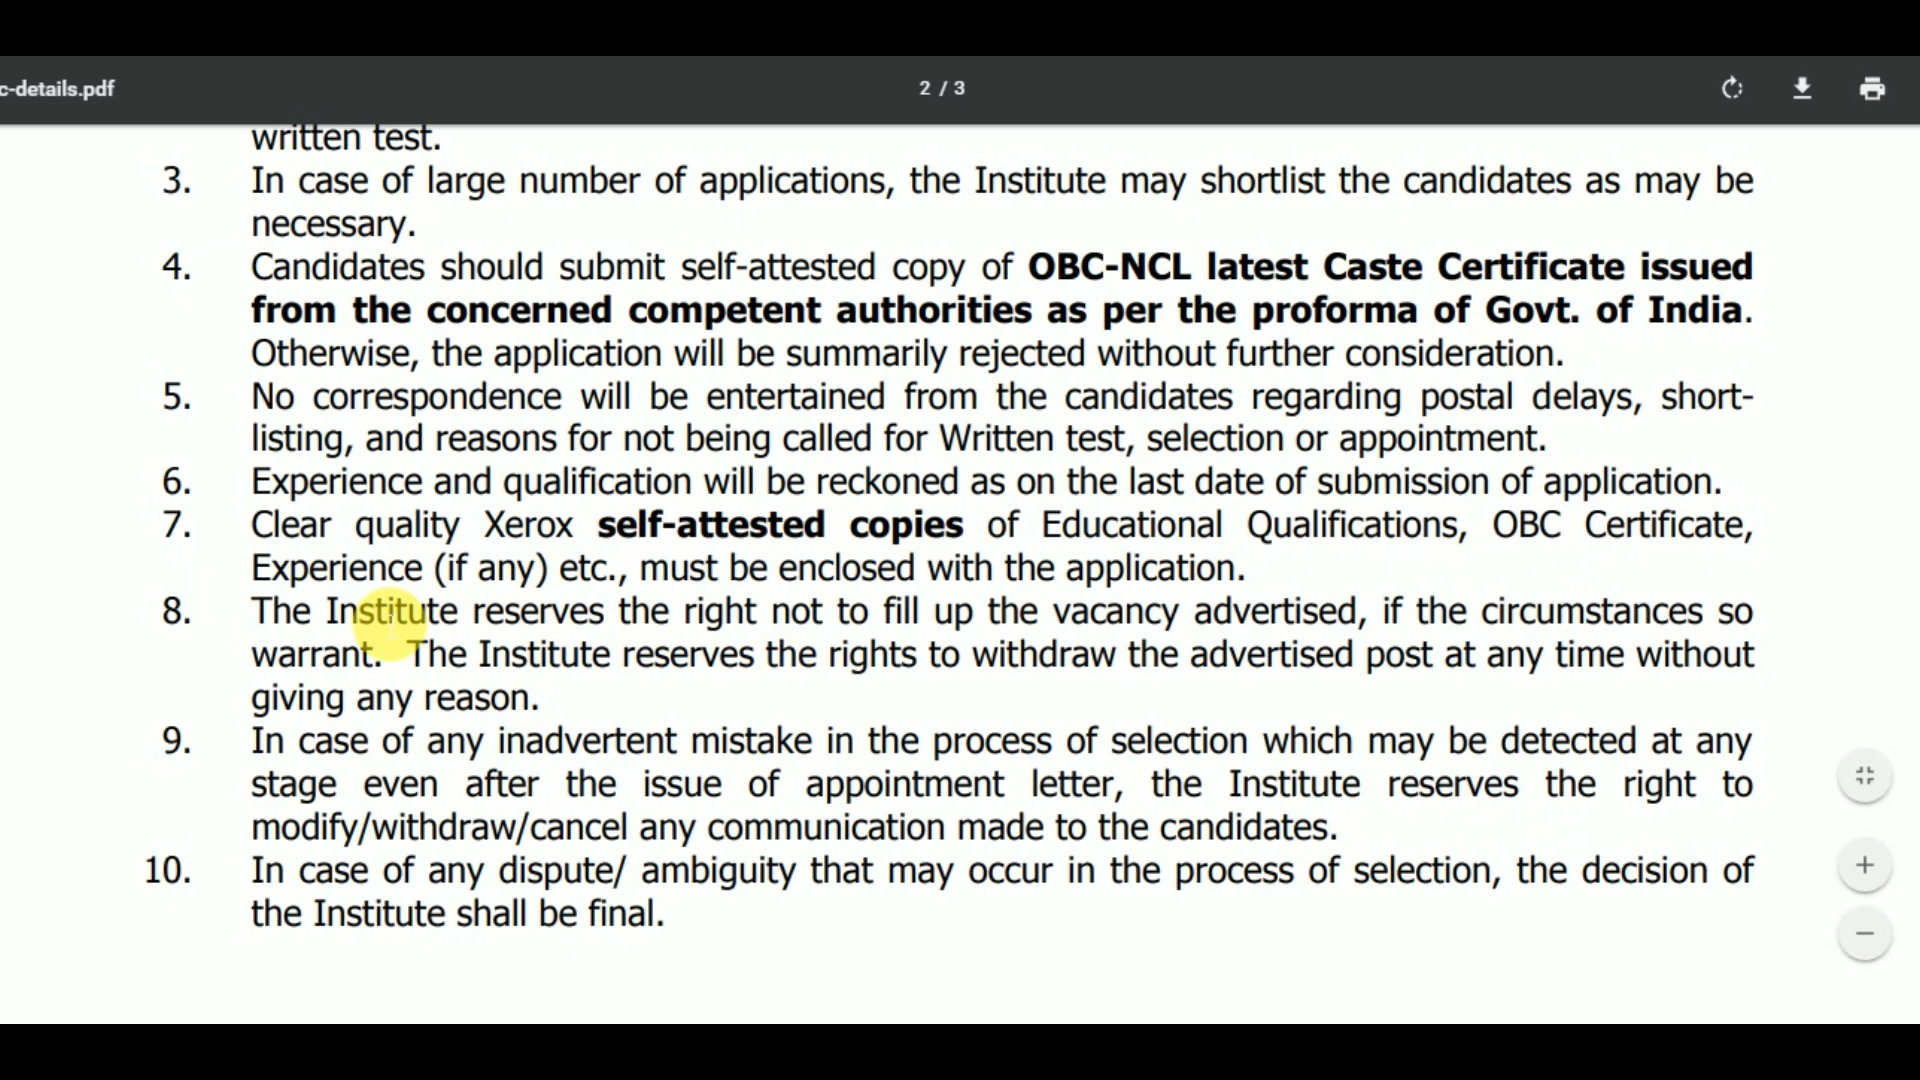 c-details.pdf
2 / 3
written test.
3. In case of large number of applications, the Institute may shortlist the candidates as may be
necessary.
4. Candidates should submit self-attested copy of OBC-NCL latest Caste Certificate issued
from the concerned competent authorities as per the proforma of Govt. of India.
Otherwise, the application will be summarily rejected without further consideration.
5. No correspondence will be entertained from the candidates regarding postal delays, short-
listing, and reasons for not being called for Written test, selection or appointment.
6. Experience and qualification will be reckoned as on the last date of submission of application.
7. Clear quality Xerox self-attested copies of Educational Qualifications, OBC Certificate,
Experience (if any) etc., must be enclosed with the application.
8. The Institute reserves the right not to fill up the vacancy advertised, if the circumstances so
warrant. The Institute reserves the rights to withdraw the advertised post at any time without
giving any reason.
9. In case of any inadvertent mistake in the process of selection which may be detected at any
stage even after the issue of appointment letter, the Institute reserves the right to
modify/withdraw/cancel any communication made to the candidates.
10. In case of any dispute/ ambiguity that may occur in the process of selection, the decision of
the Institute shall be final.